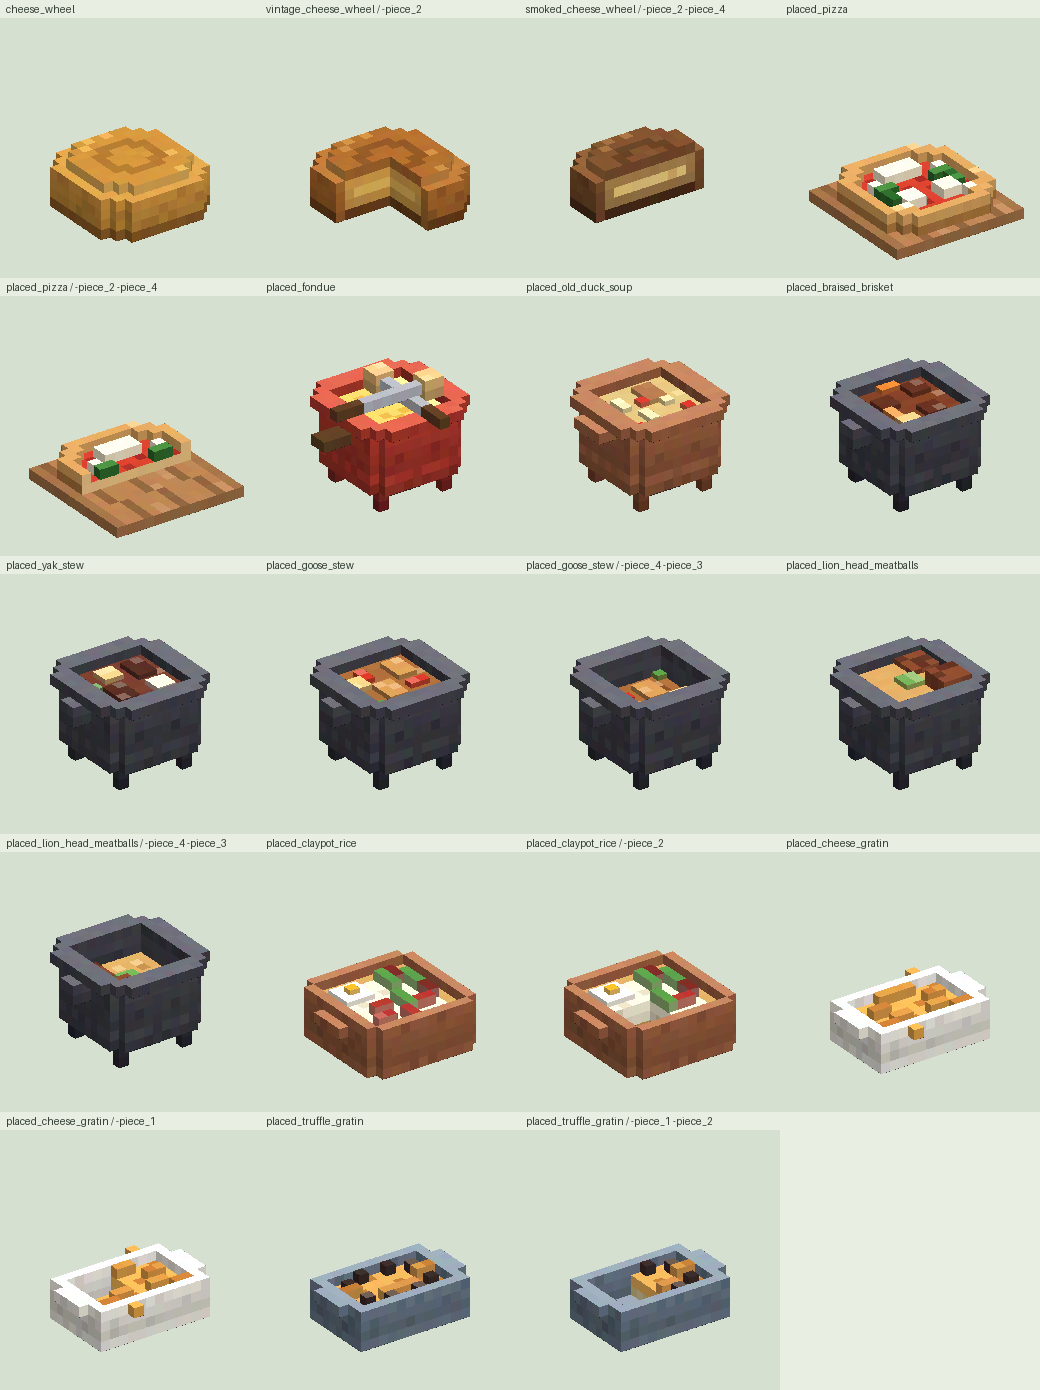 cheese_wheel
vintage_cheese_wheel / -piece_2
smoked_cheese_wheel / -piece_2 -piece_4
placed_pizza
placed_pizza / -piece_2 -piece_4
placed_fondue
placed_old_duck_soup
placed_braised_brisket
placed_yak_stew
placed_goose_stew
placed_goose_stew / -piece_4 -piece_3
placed_lion_head_meatballs
placed_lion_head_meatballs / -piece_4 -piece_3
placed_claypot_rice
placed_claypot_rice / -piece_2
placed_cheese_gratin
placed_cheese_gratin / -piece_1
placed_truffle_gratin
placed_truffle_gratin / -piece_1 -piece_2